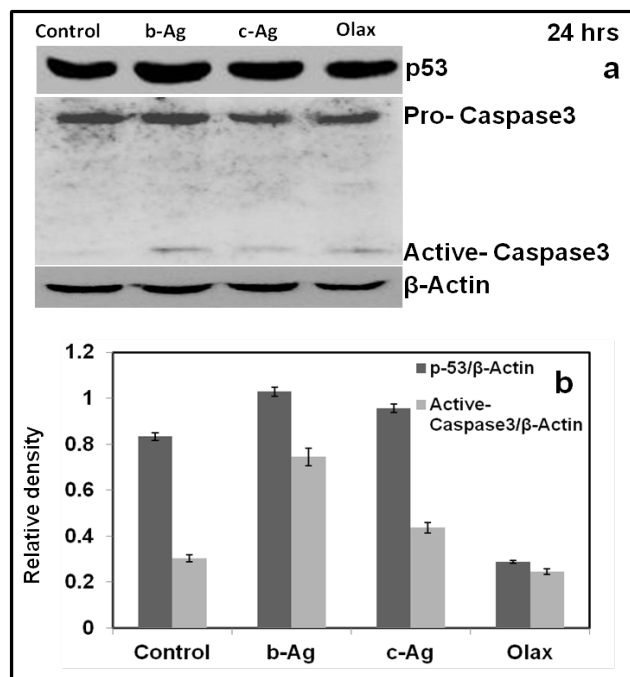 Control b-Ag c-Ag Olax 24 hrs
p53 a
Pro- Caspase3
Active- Caspase3
β-Actin
b
p-53/β-Actin
Active-
Caspase3/β-Actin
Relative density
1.2
1
0.8
0.6
0.4
0.2
0
Control b-Ag c-Ag Olax